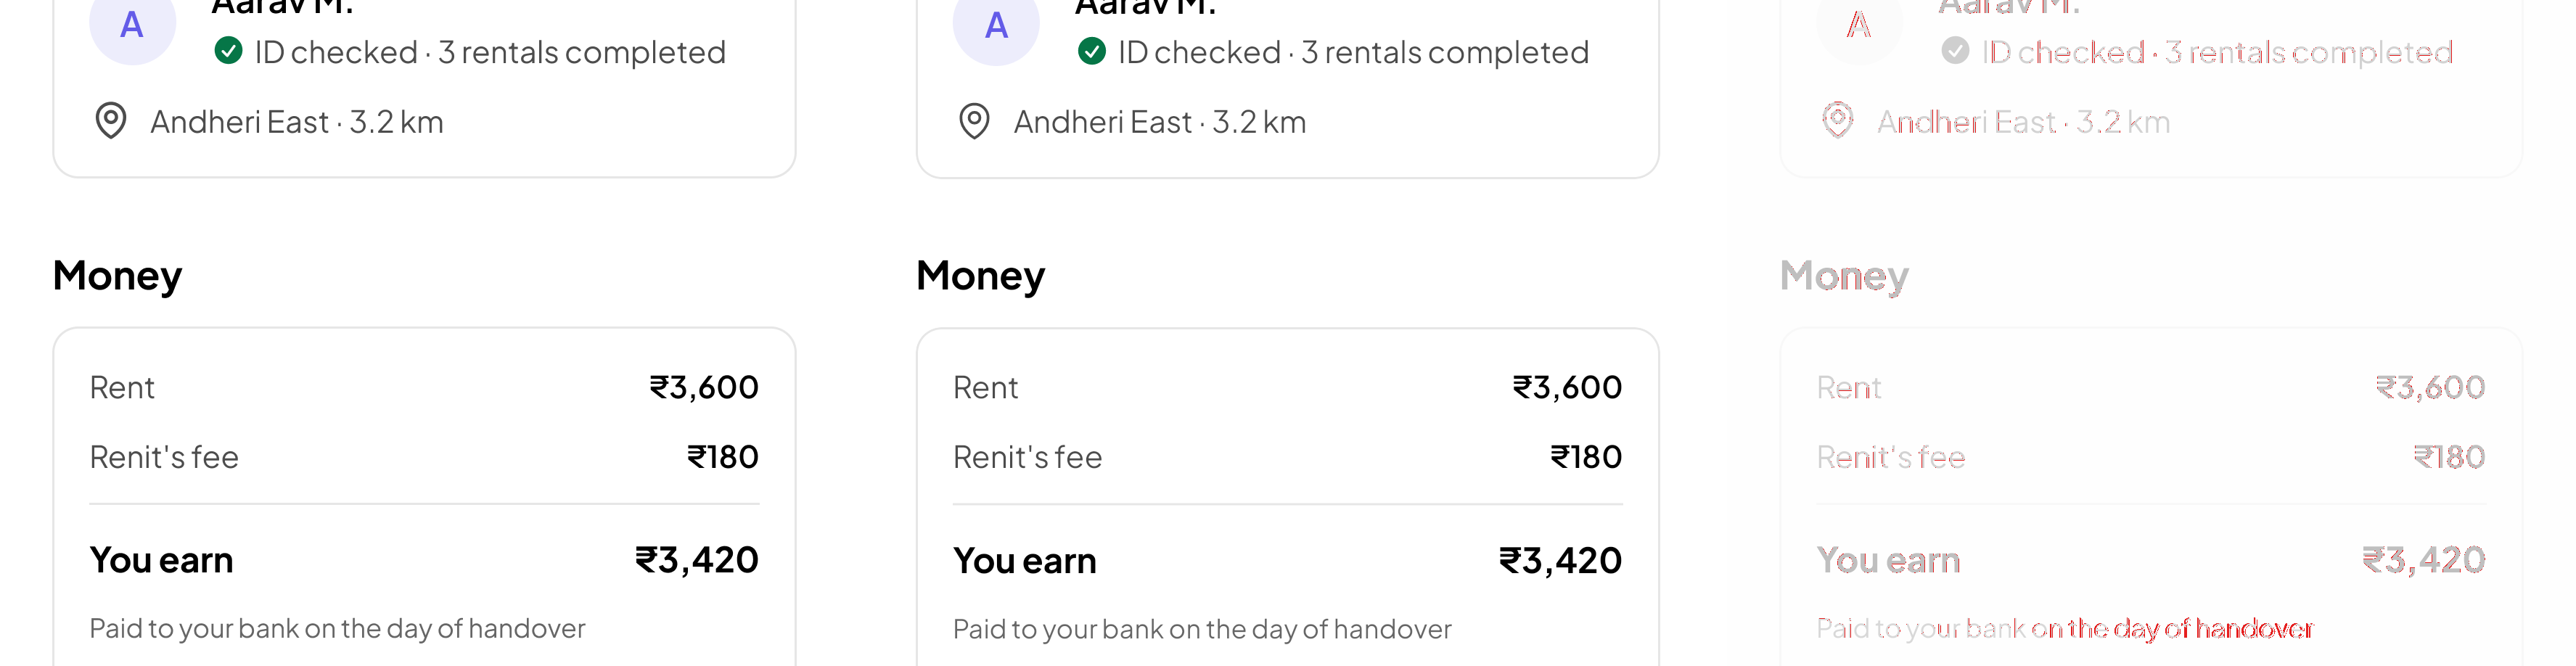 A
Aarav M.
ID checked · 3 rentals completed
Andheri East · 3.2 km
Money
Rent ₹3,600
Renit's fee ₹180
You earn ₹3,420
Paid to your bank on the day of handover
A
Aarav M.
ID checked · 3 rentals completed
Andheri East · 3.2 km
Money
Rent ₹3,600
Renit's fee ₹180
You earn ₹3,420
Paid to your bank on the day of handover
A
Aarav M.
ID checked · 3 rentals completed
Andheri East · 3.2 km
Money
Rent ₹3,600
Renit's fee ₹180
You earn ₹3,420
Paid to your bank on the day of handover